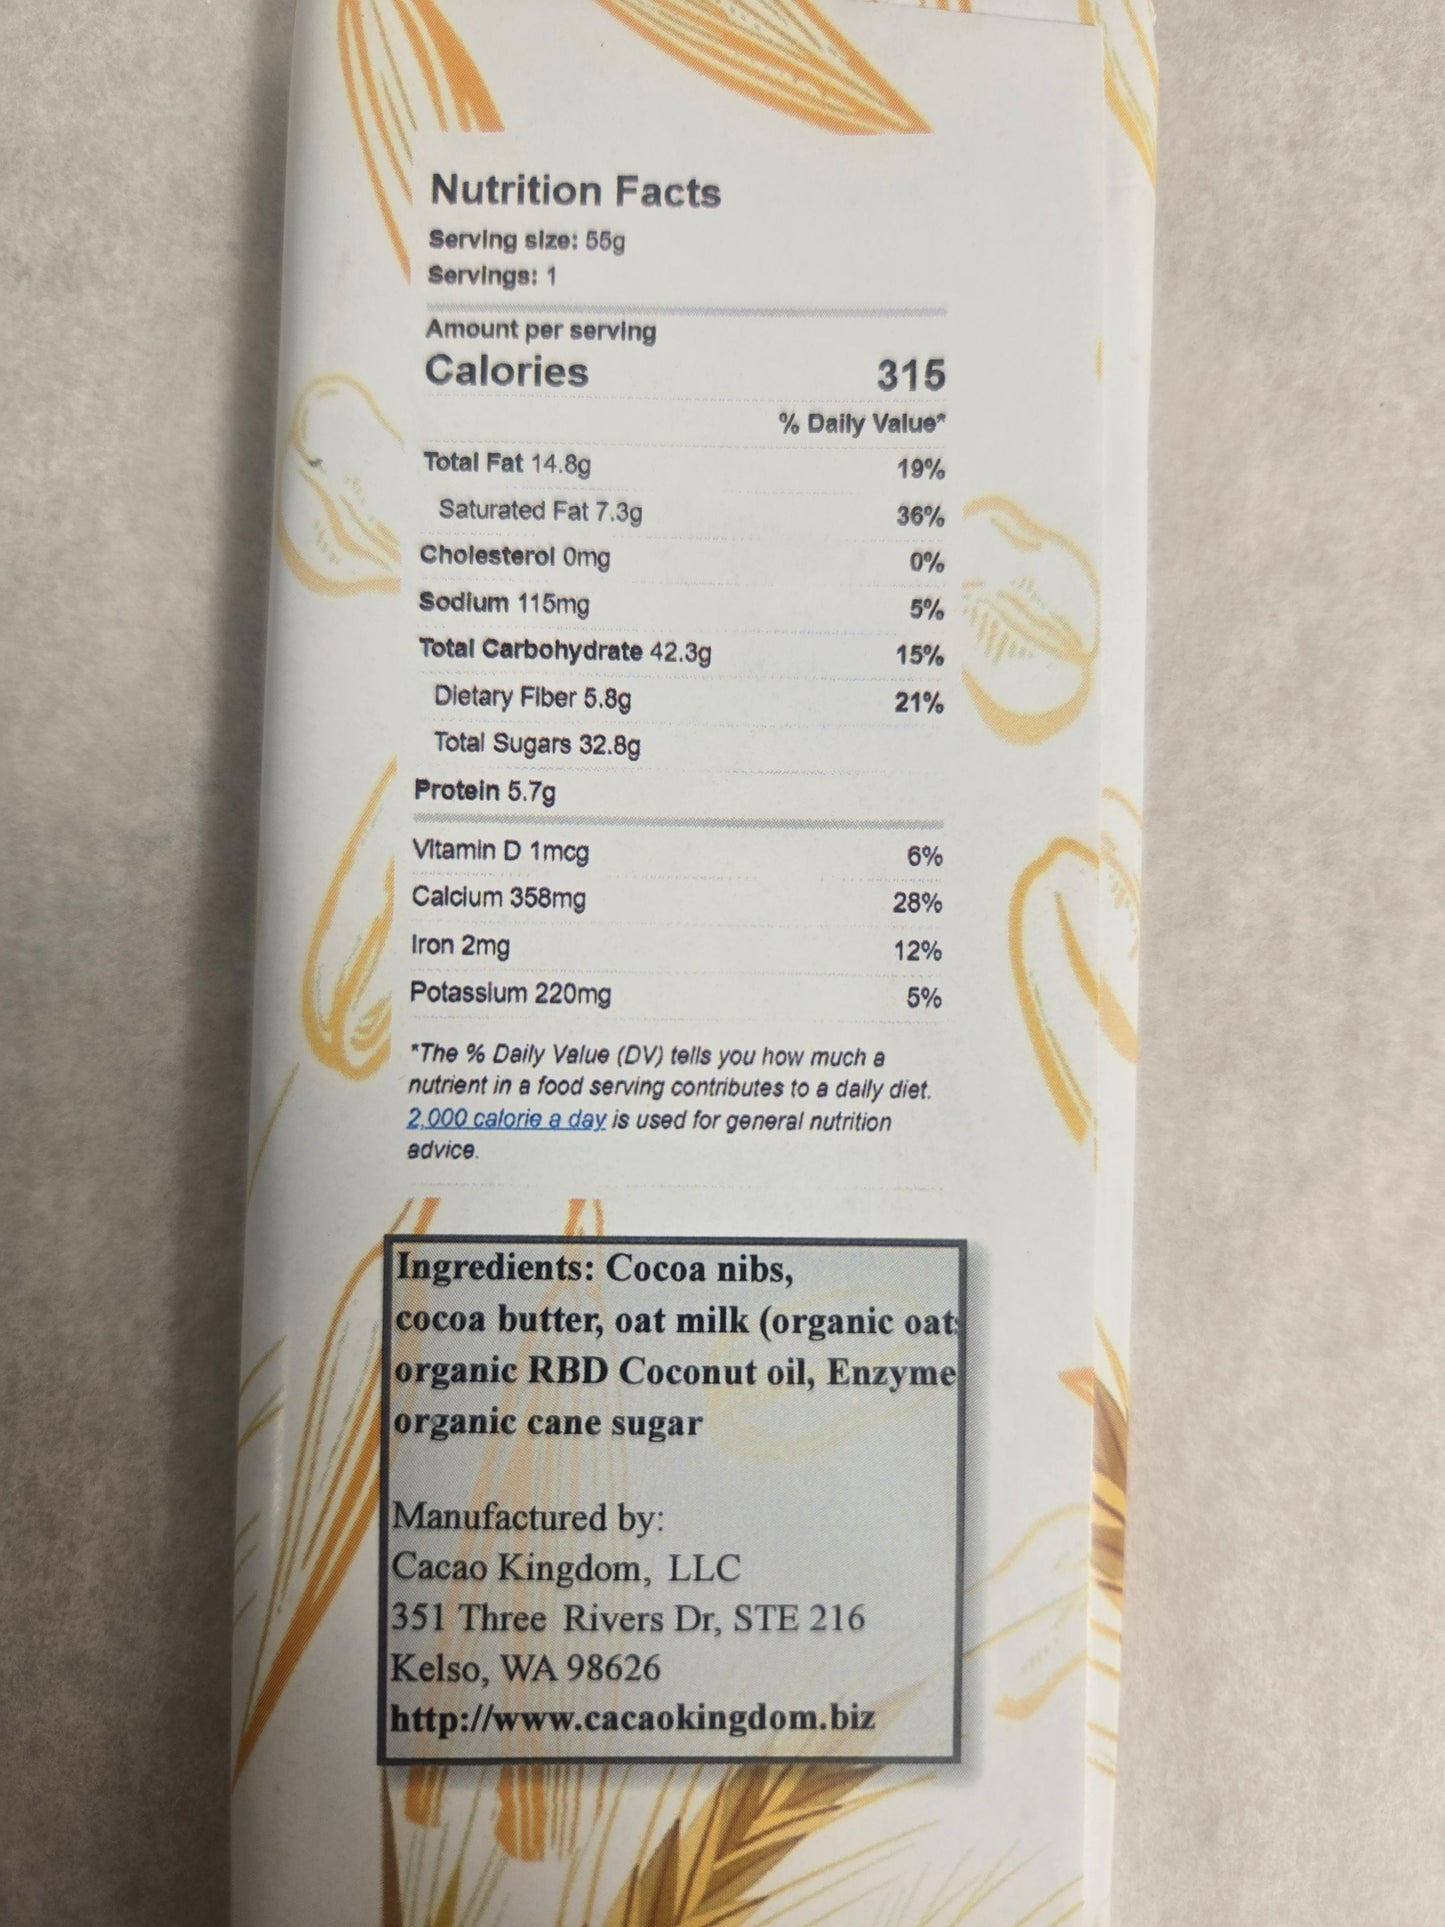 Nutrition Facts
Serving size: 55g
Servings: 1
Amount per serving
Calories 315
% Daily Value*
Total Fat 14.8g 19%
Saturated Fat 7.3g 36%
Cholesterol 0mg 0%
Sodium 115mg 5%
Total Carbohydrate 42.3g 15%
Dietary Fiber 5.8g 21%
Total Sugars 32.8g
Protein 5.7g
Vitamin D 1mcg 6%
Calcium 358mg 28%
Iron 2mg 12%
Potassium 220mg 5%
*The % Daily Value (DV) tells you how much a
nutrient in a food serving contributes to a daily diet.
2,000 calorie a day is used for general nutrition
advice.
Ingredients: Cocoa nibs,
cocoa butter, oat milk (organic oats
organic RBD Coconut oil, Enzyme
organic cane sugar
Manufactured by:
Cacao Kingdom, LLC
351 Three Rivers Dr, STE 216
Kelso, WA 98626
http://www.cacaokingdom.biz